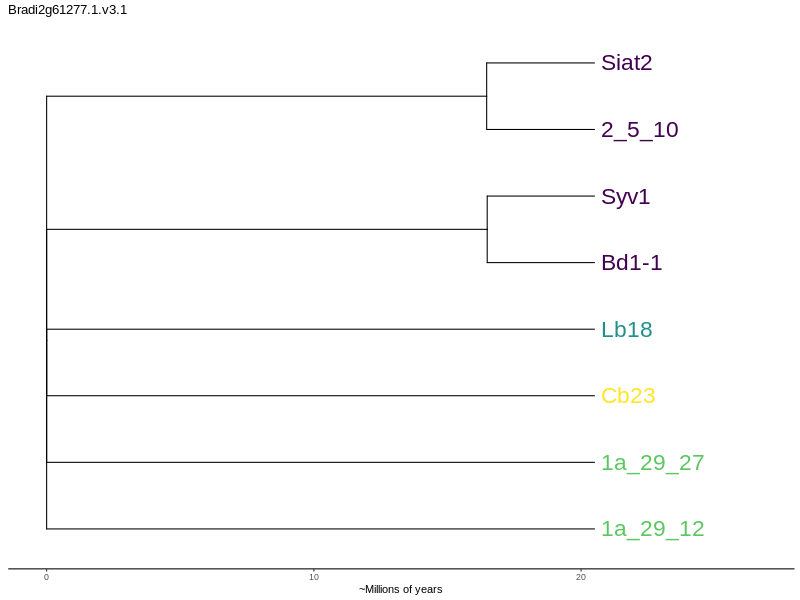 Bradi2g61277.1.v3.1
Siat2
2_5_10
Syv1
Bd1-1
Lb18
Cb23
1a_29_27
1a_29_12
0 10 20
~Millions of years